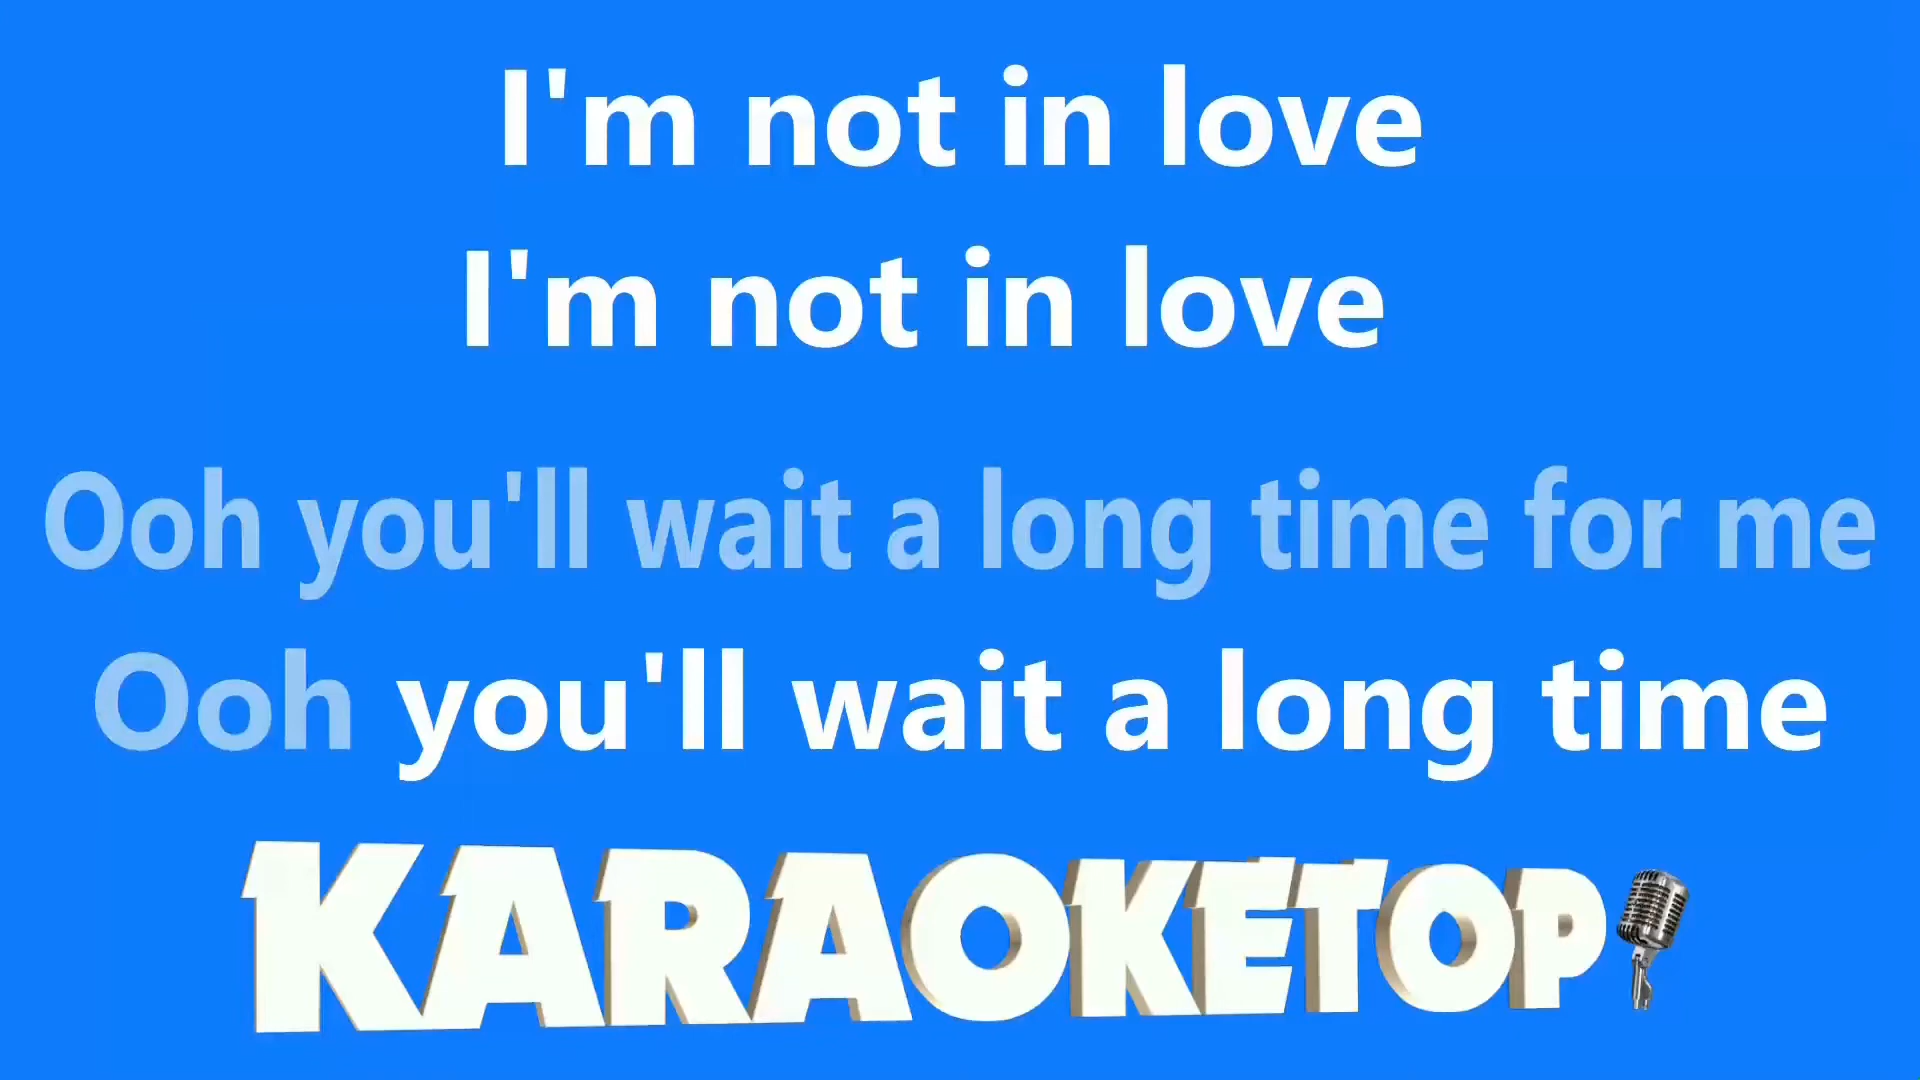 I'm not in love
I'm not in love
Ooh you'll wait a long time for me
Ooh you'll wait a long time
KARAOKETOP